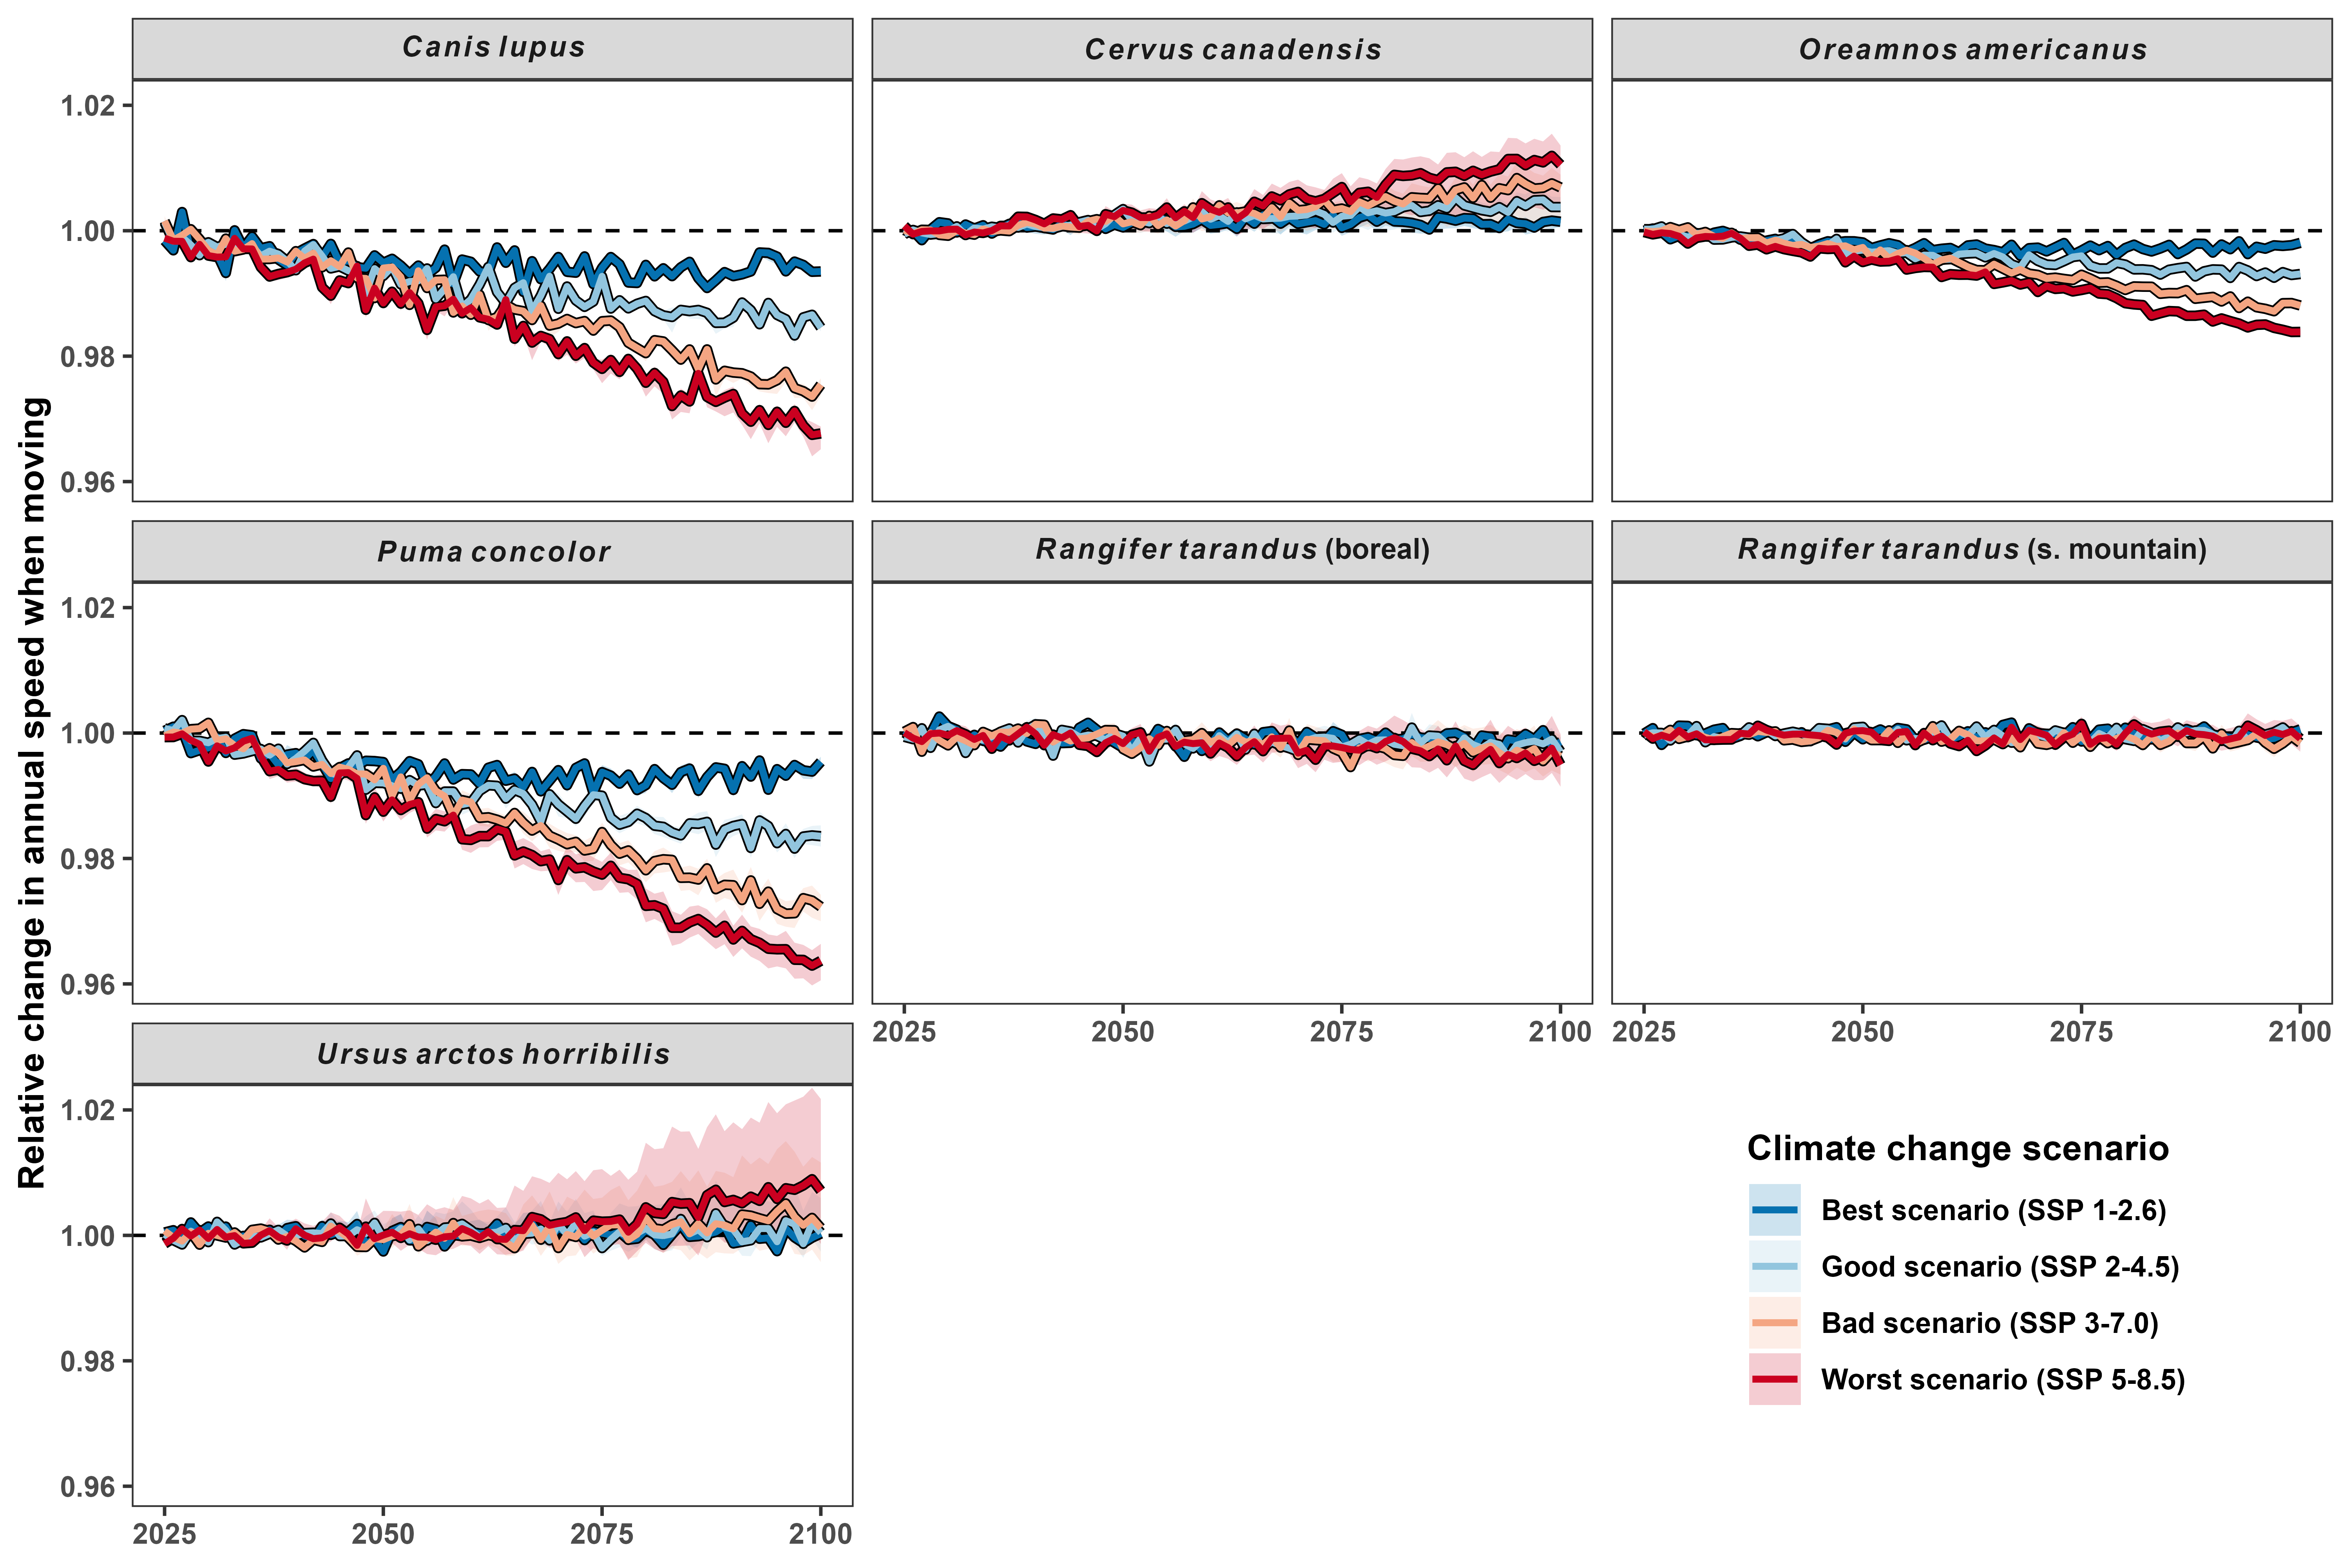 Canis lupus
Cervus canadensis
Oreamnos americanus
1.02
1.00
0.98
0.96
Relative change in annual speed when moving
Puma concolor
Rangifer tarandus (boreal)
Rangifer tarandus (s. mountain)
1.02
1.00
0.98
0.96
2025 2050 2075 2100
2025 2050 2075 2100
Ursus arctos horribilis
1.02
1.00
0.98
0.96
2025 2050 2075 2100
Climate change scenario
Best scenario (SSP 1-2.6)
Good scenario (SSP 2-4.5)
Bad scenario (SSP 3-7.0)
Worst scenario (SSP 5-8.5)